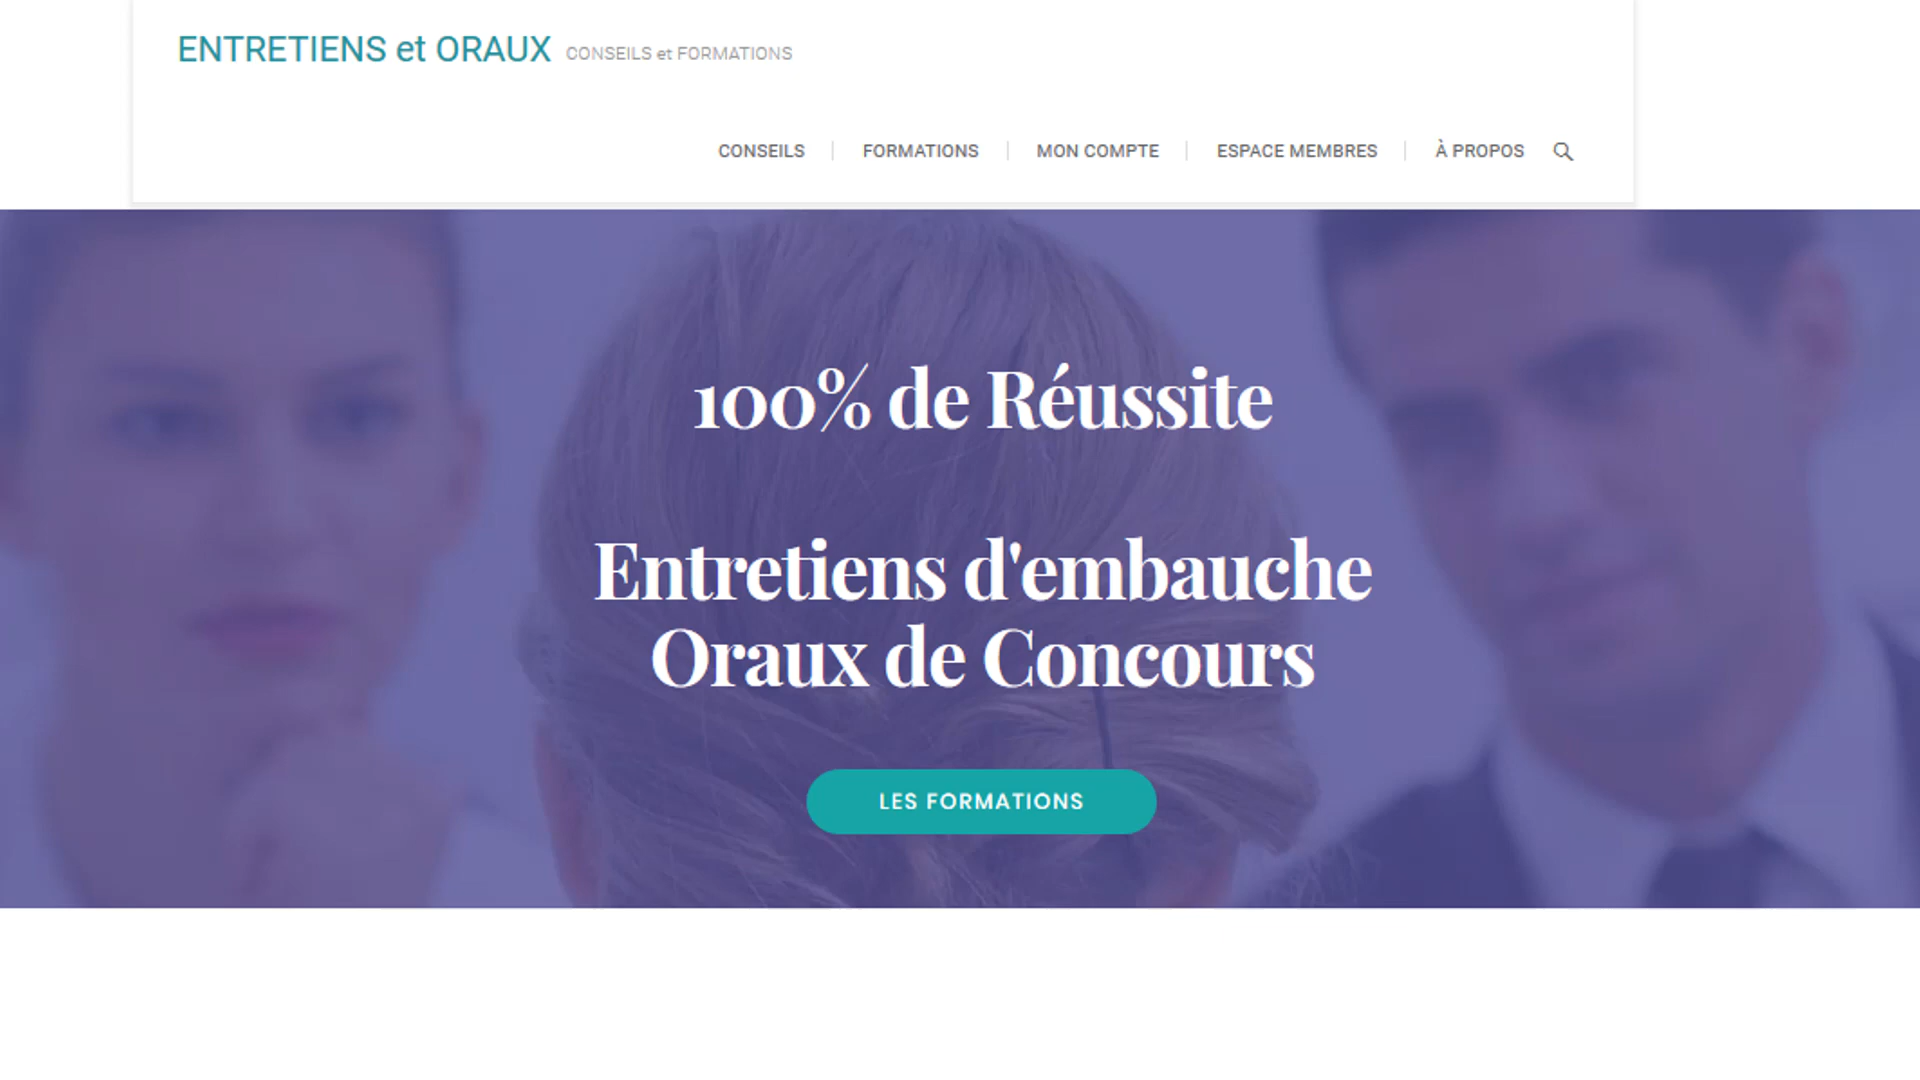 ENTRETIENS et ORAUX CONSEILS et FORMATIONS
CONSEILS FORMATIONS MON COMPTE ESPACE MEMBRES À PROPOS
100% de Réussite
Entretiens d'embauche
Oraux de Concours
LES FORMATIONS